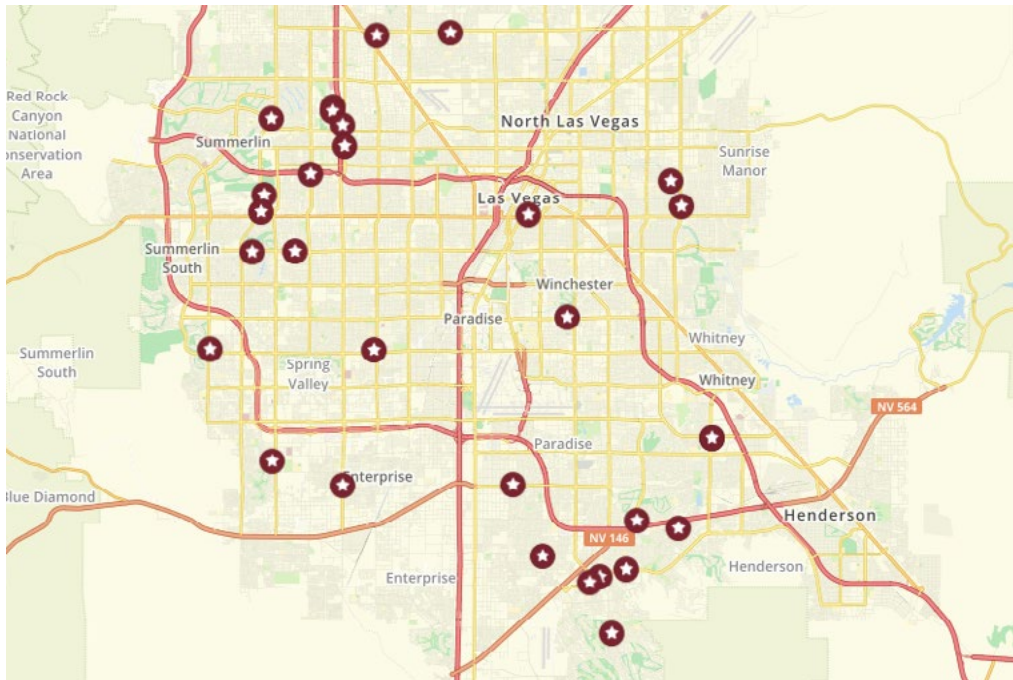 Red Rock
Canyon
National
onservation
Area
Summerlin
North Las Vegas
Sunrise
Manor
Las Vegas
Summerlin
South
Winchester
Paradise
Whitney
Summerlin
South
Spring
Valley
Whitney
NV 564
Paradise
Enterprise
Blue Diamond
Henderson
NV 146
Enterprise
Henderson